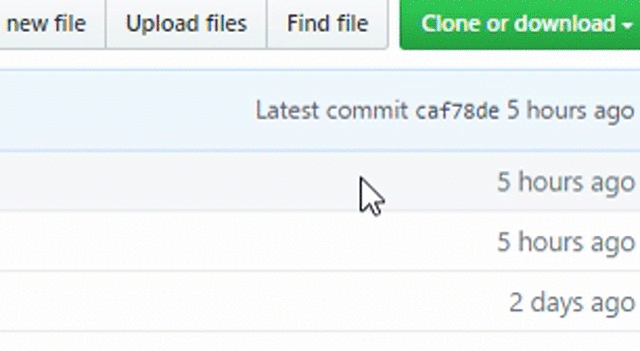 new file Upload files Find file Clone or download
Latest commit caf78de 5 hours ago
5 hours ago
5 hours ago
2 days ago